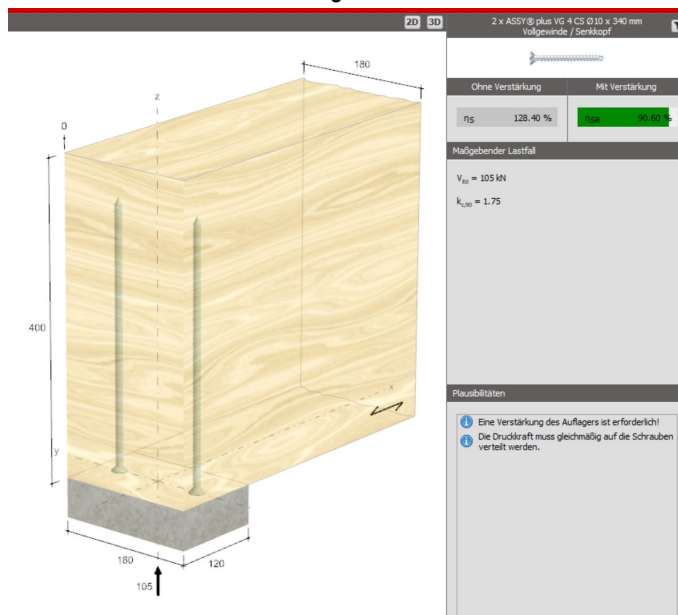 2D 3D
2 x ASSY® plus VG 4 CS Ø10 x 340 mm
Vollgewinde / Senkkopf
Ohne Verstärkung Mit Verstärkung
ηS 128.40 % ηSR 90.60 %
Maßgebender Lastfall
VEd = 105 kN
kc,90 = 1.75
Plausibilitäten
Eine Verstärkung des Auflagers ist erforderlich!
Die Druckkraft muss gleichmäßig auf die Schrauben
verteilt werden.
180
z
0
400
x
y
180
120
105